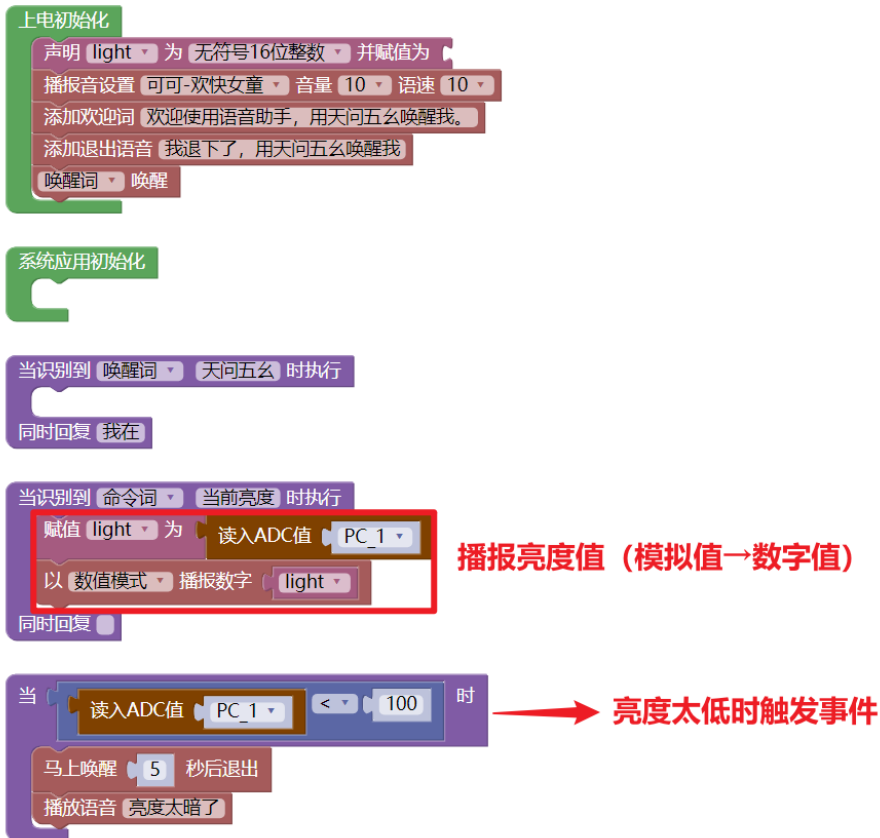 上电初始化
声明 light 为 无符号16位整数 并赋值为
播报音设置 可可-欢快女童 音量 10 语速 10
添加欢迎词 欢迎使用语音助手，用天问五幺唤醒我。
添加退出语音 我退下了，用天问五幺唤醒我
唤醒词 唤醒
系统应用初始化
当识别到 唤醒词 天问五幺 时执行
同时回复 我在
当识别到 命令词 当前亮度 时执行
赋值 light 为 读入ADC值 PC_1
以 数值模式 播报数字 light
播报亮度值（模拟值→数字值）
同时回复
当 读入ADC值 PC_1 < 100 时
亮度太低时触发事件
马上唤醒 5 秒后退出
播放语音 亮度太暗了